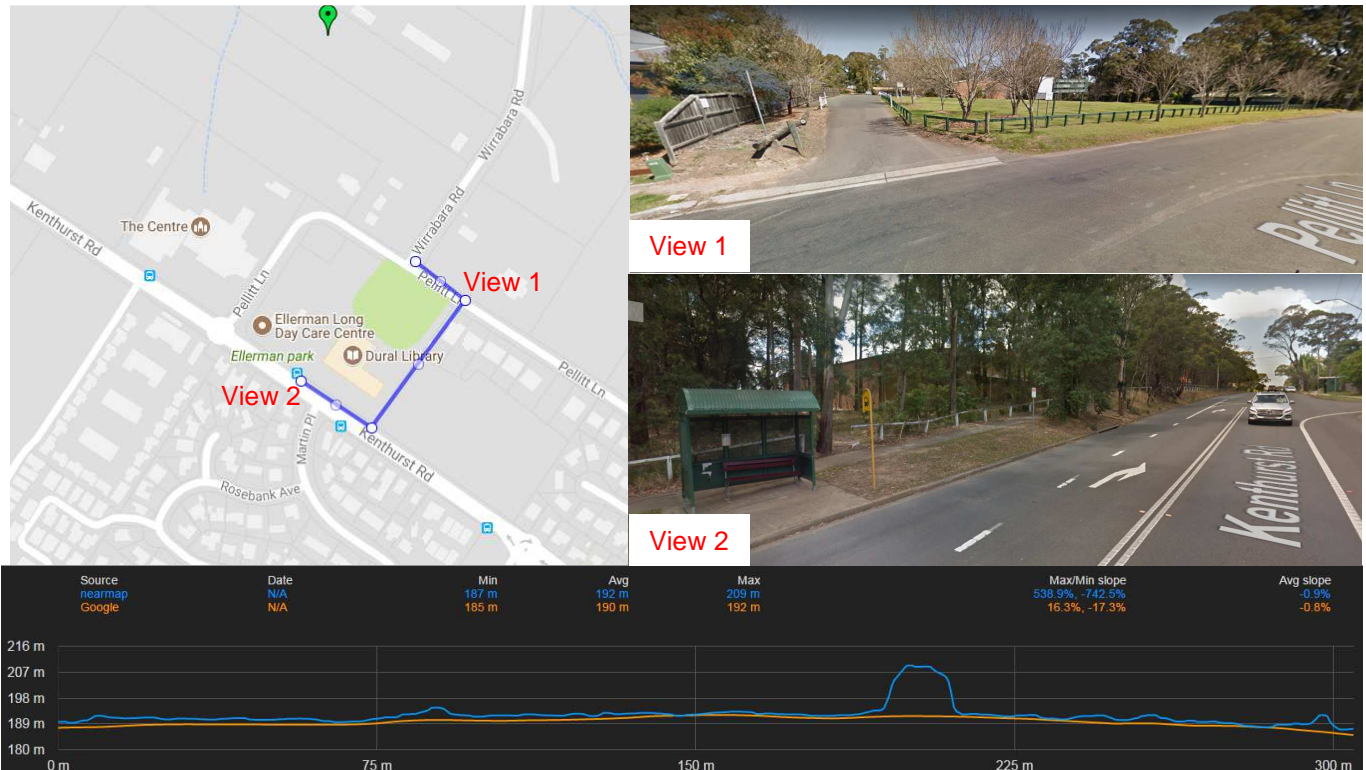 Wirrabara Rd
Wirrabara Rd
Kenthurst Rd
The Centre
Pellitt Ln
Pellitt Ln
View 1
Ellerman Long
Day Care Centre
Ellerman park
Dural Library
Pellitt Ln
View 2
Martin Pl
Kenthurst Rd
Rosebank Ave
Pellitt Ln
View 1
Kenthurst Rd
View 2
Source Date Min Avg Max Max/Min slope Avg slope
nearmap N/A 187 m 192 m 209 m 538.9%, -742.5% -0.9%
Google N/A 185 m 190 m 192 m 16.3%, -17.3% -0.8%
216 m
207 m
198 m
189 m
180 m
0 m 75 m 150 m 225 m 300 m